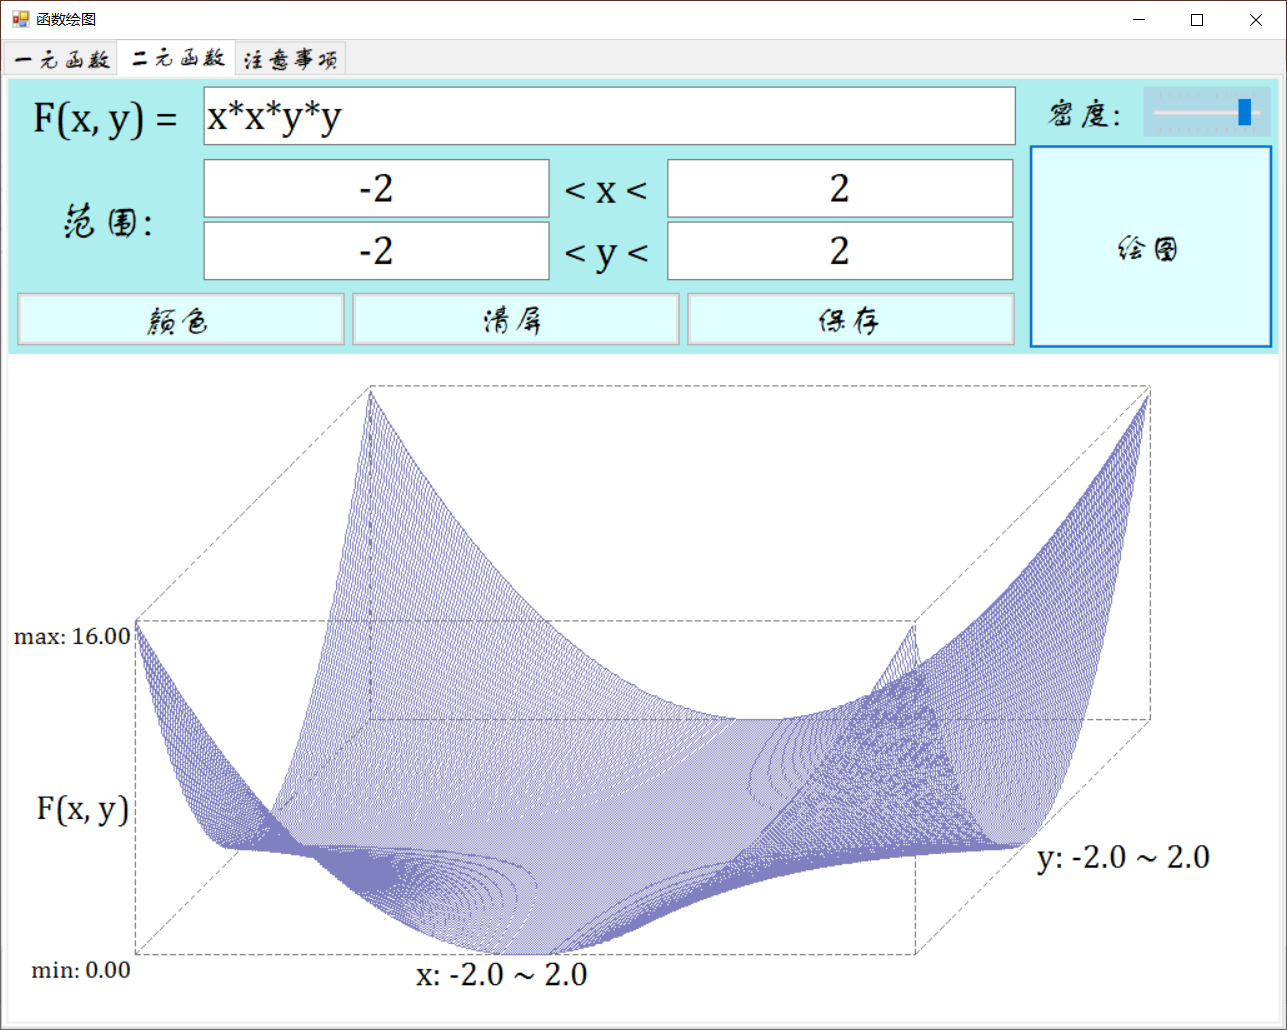 函数绘图
一元函数 二元函数 注意事项
F(x, y) = x*x*y*y 密度:
范围: -2 < x < 2
-2 < y < 2
绘图
颜色 清屏 保存
max: 16.00
F(x, y)
y: -2.0 ~ 2.0
min: 0.00
x: -2.0 ~ 2.0